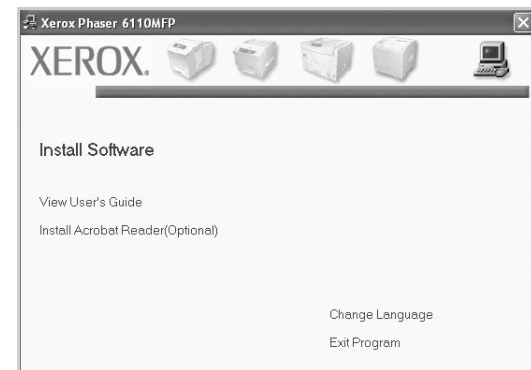 Xerox Phaser 6110MFP
XEROX.
Install Software
View User's Guide
Install Acrobat Reader(Optional)
Change Language
Exit Program